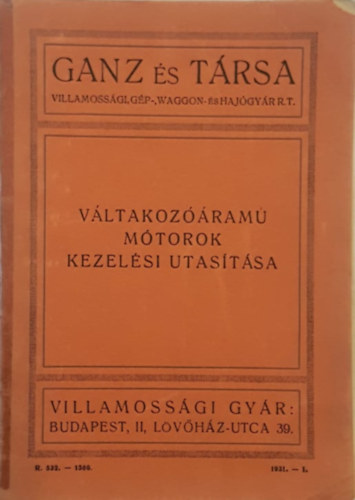 GANZ ÉS TÁRSA
VILLAMOSSÁGI, GÉP-, WAGGON- ÉS HAJÓGYÁR R.T.
VÁLTAKOZÓÁRAMÚ
MÓTOROK
KEZELÉSI UTASÍTÁSA
VILLAMOSSÁGI GYÁR:
BUDAPEST, II, LÖVŐHÁZ-UTCA 39.
1931. — I.